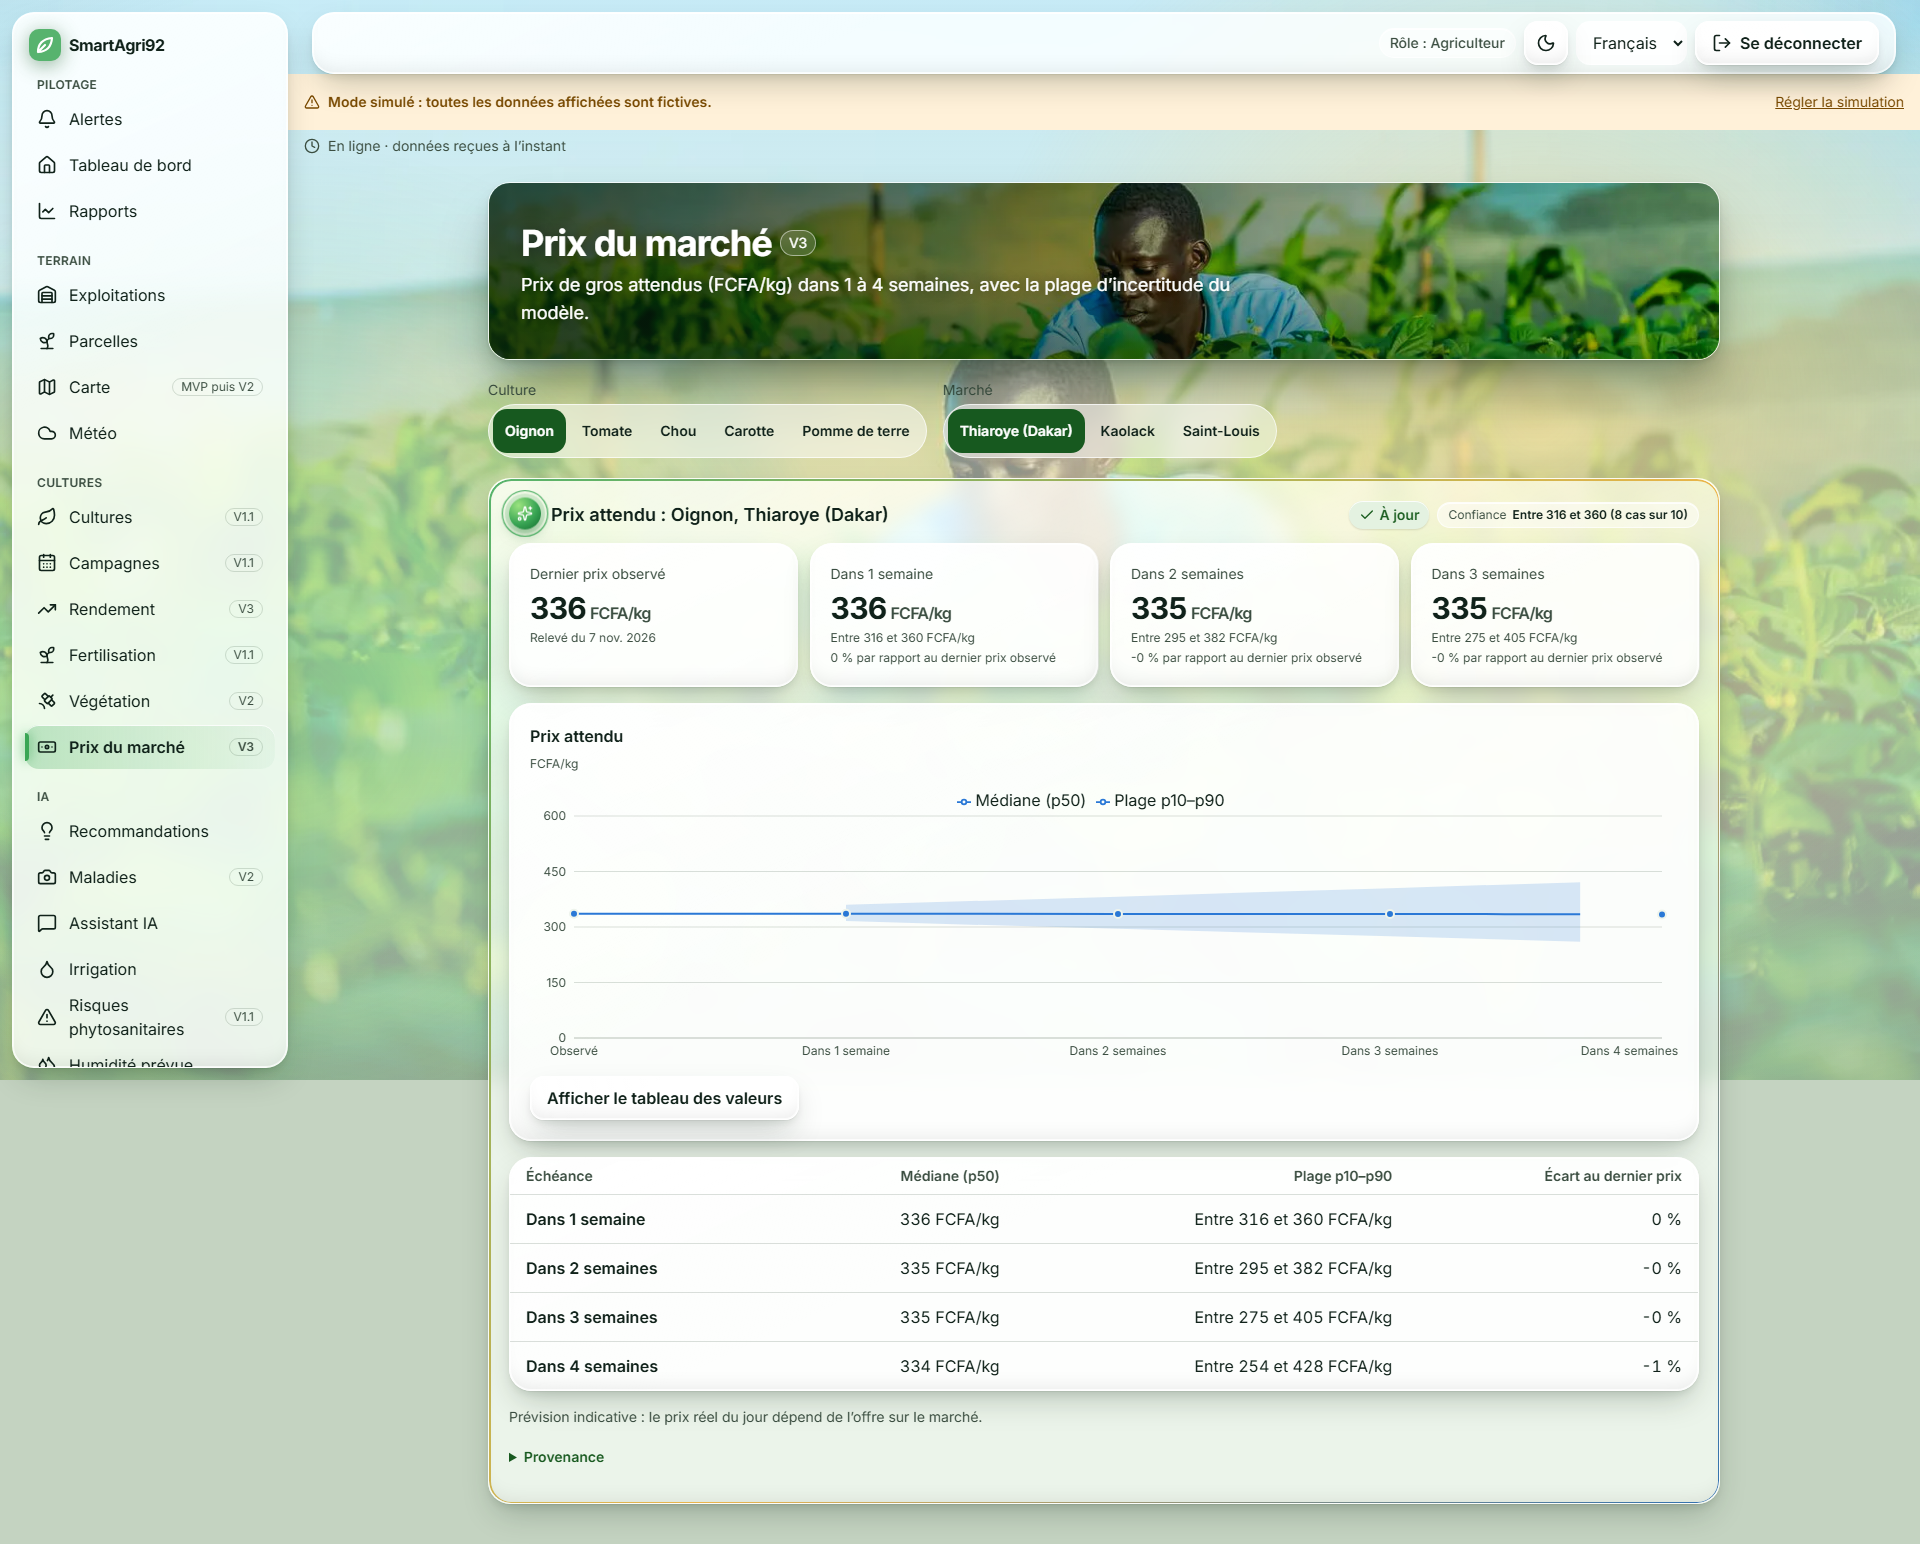 SmartAgri92
Rôle : Agriculteur
Français
Se déconnecter
Mode simulé : toutes les données affichées sont fictives.
Régler la simulation
En ligne · données reçues à l’instant
PILOTAGE
Alertes
Tableau de bord
Rapports
TERRAIN
Exploitations
Parcelles
Carte MVP puis V2
Météo
CULTURES
Cultures V1.1
Campagnes V1.1
Rendement V3
Fertilisation V1.1
Végétation V2
Prix du marché V3
IA
Recommandations
Maladies V2
Assistant IA
Irrigation
Risques
phytosanitaires V1.1
Humidité prévue
Prix du marché V3
Prix de gros attendus (FCFA/kg) dans 1 à 4 semaines, avec la plage d’incertitude du
modèle.
Culture
Oignon Tomate Chou Carotte Pomme de terre
Marché
Thiaroye (Dakar) Kaolack Saint-Louis
Prix attendu : Oignon, Thiaroye (Dakar)
À jour
Confiance Entre 316 et 360 (8 cas sur 10)
Dernier prix observé
336 FCFA/kg
Relevé du 7 nov. 2026
Dans 1 semaine
336 FCFA/kg
Entre 316 et 360 FCFA/kg
0 % par rapport au dernier prix observé
Dans 2 semaines
335 FCFA/kg
Entre 295 et 382 FCFA/kg
-0 % par rapport au dernier prix observé
Dans 3 semaines
335 FCFA/kg
Entre 275 et 405 FCFA/kg
-0 % par rapport au dernier prix observé
Prix attendu
FCFA/kg
Médiane (p50) Plage p10–p90
600
450
300
150
0
Observé Dans 1 semaine Dans 2 semaines Dans 3 semaines Dans 4 semaines
Afficher le tableau des valeurs
Échéance Médiane (p50) Plage p10–p90 Écart au dernier prix
Dans 1 semaine 336 FCFA/kg Entre 316 et 360 FCFA/kg 0 %
Dans 2 semaines 335 FCFA/kg Entre 295 et 382 FCFA/kg -0 %
Dans 3 semaines 335 FCFA/kg Entre 275 et 405 FCFA/kg -0 %
Dans 4 semaines 334 FCFA/kg Entre 254 et 428 FCFA/kg -1 %
Prévision indicative : le prix réel du jour dépend de l’offre sur le marché.
Provenance